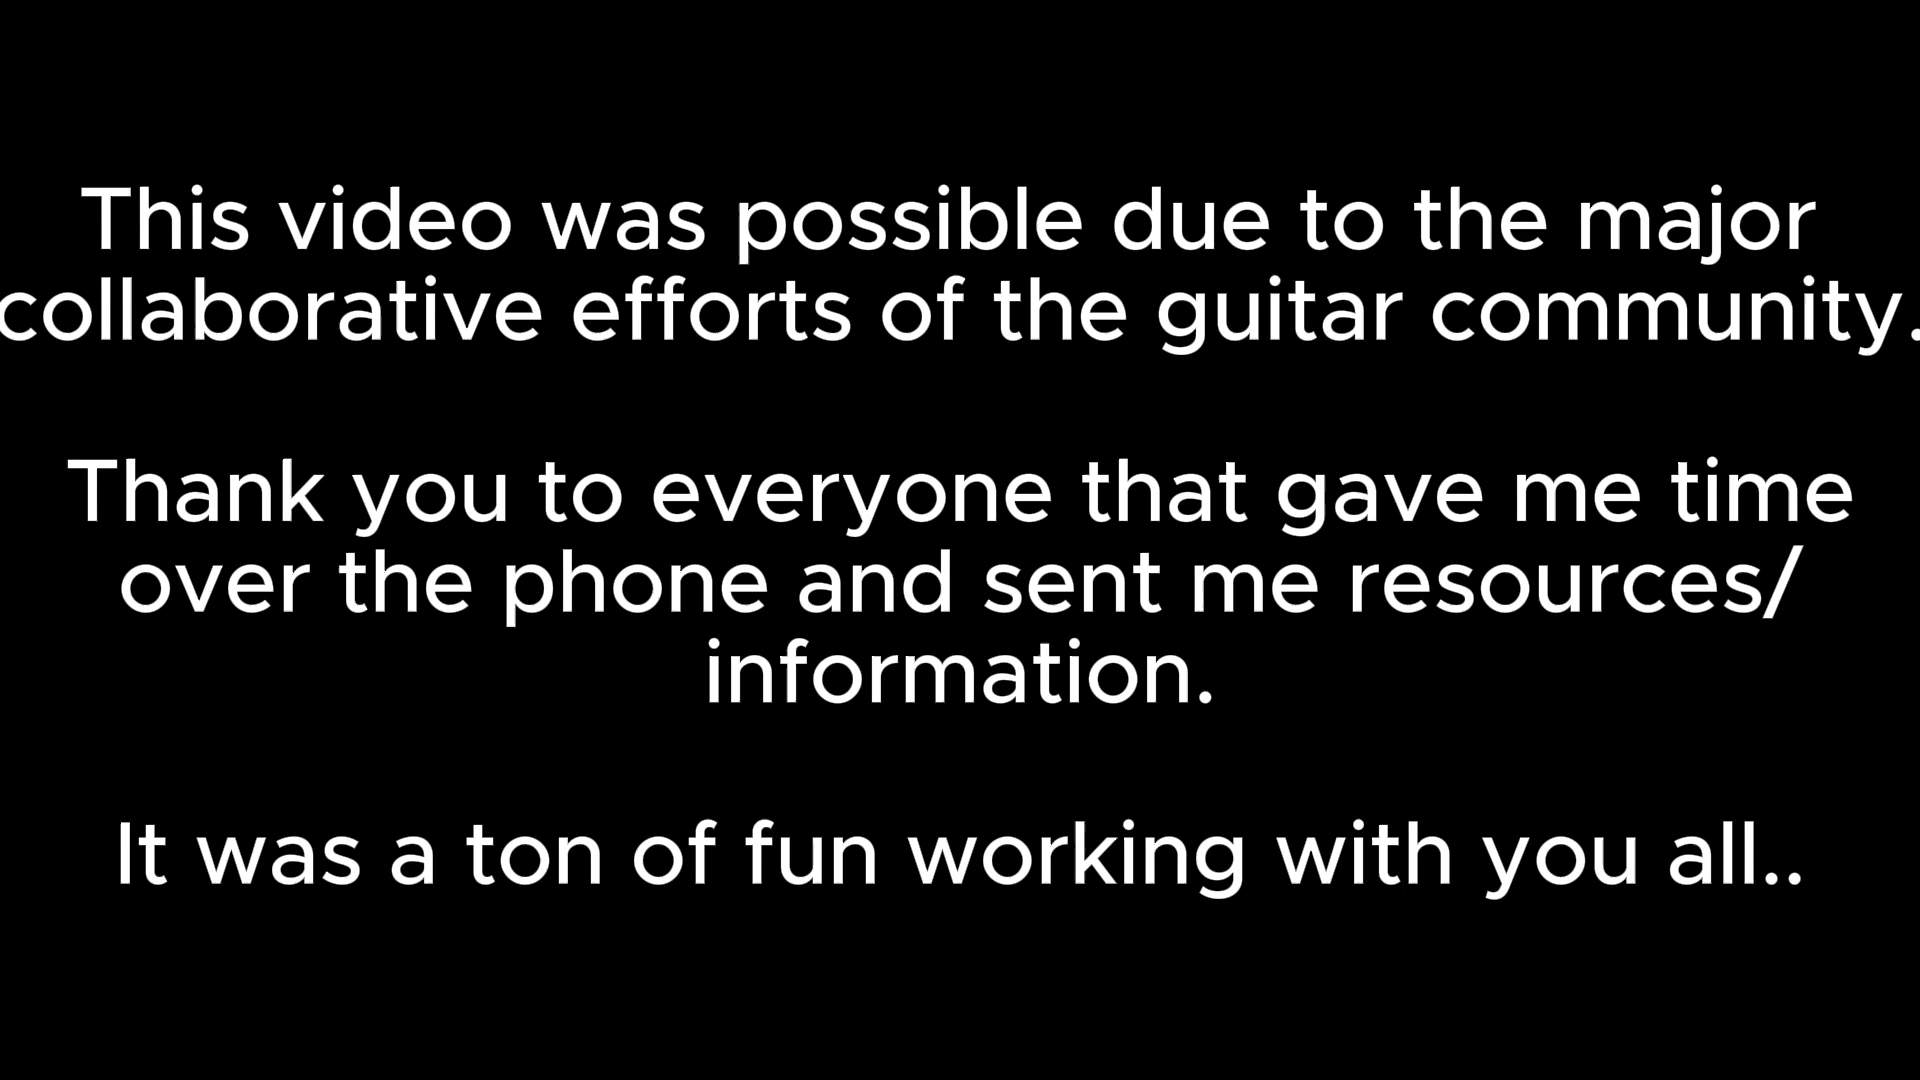 This video was possible due to the major
collaborative efforts of the guitar community.
Thank you to everyone that gave me time
over the phone and sent me resources/
information.
It was a ton of fun working with you all..